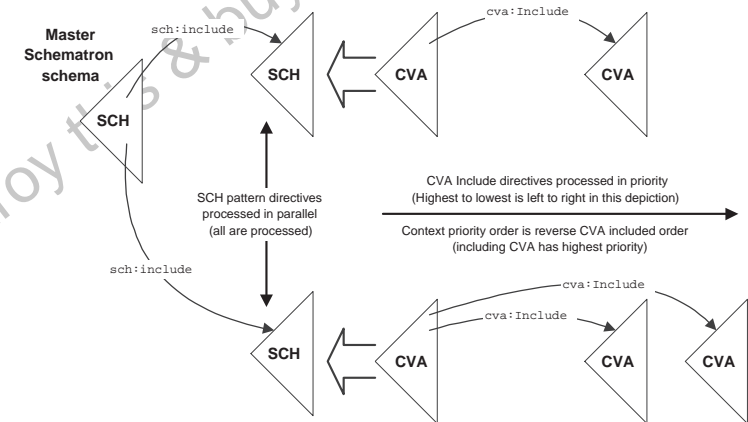 Master
Schematron
schema
sch:include
cva:Include
SCH
CVA
CVA
SCH
SCH pattern directives
processed in parallel
(all are processed)
CVA Include directives processed in priority
(Highest to lowest is left to right in this depiction)
Context priority order is reverse CVA included order
(including CVA has highest priority)
sch:include
cva:Include
cva:Include
SCH
CVA
CVA
CVA